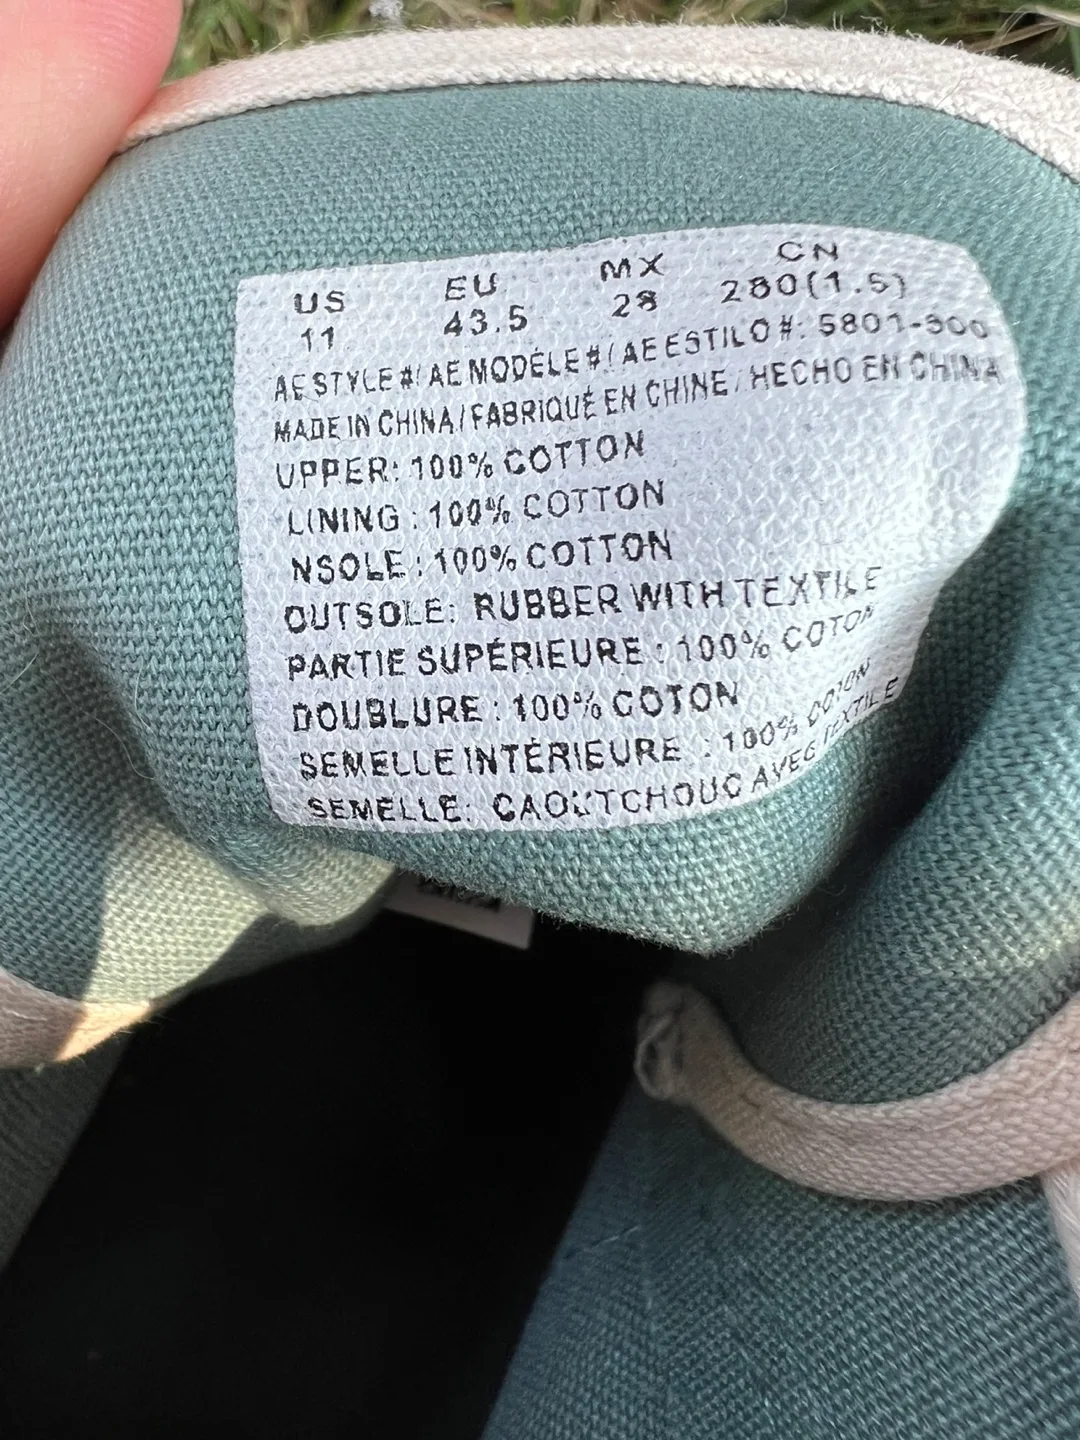 US EU MX CN
11 43.5 28 280(1.5)
AE STYLE#/ AE MODÈLE#/ AE ESTILO#: 5801-300
MADE IN CHINA/FABRIQUÉ EN CHINE/HECHO EN CHINA
UPPER: 100% COTTON
LINING: 100% COTTON
NSOLE: 100% COTTON
OUTSOLE: RUBBER WITH TEXTILE
PARTIE SUPÉRIEURE: 100% COTON
DOUBLURE: 100% COTON
SEMELLE INTÉRIEURE : 100% COTON
SEMELLE: CAOUTCHOUC AVEC TEXTILE